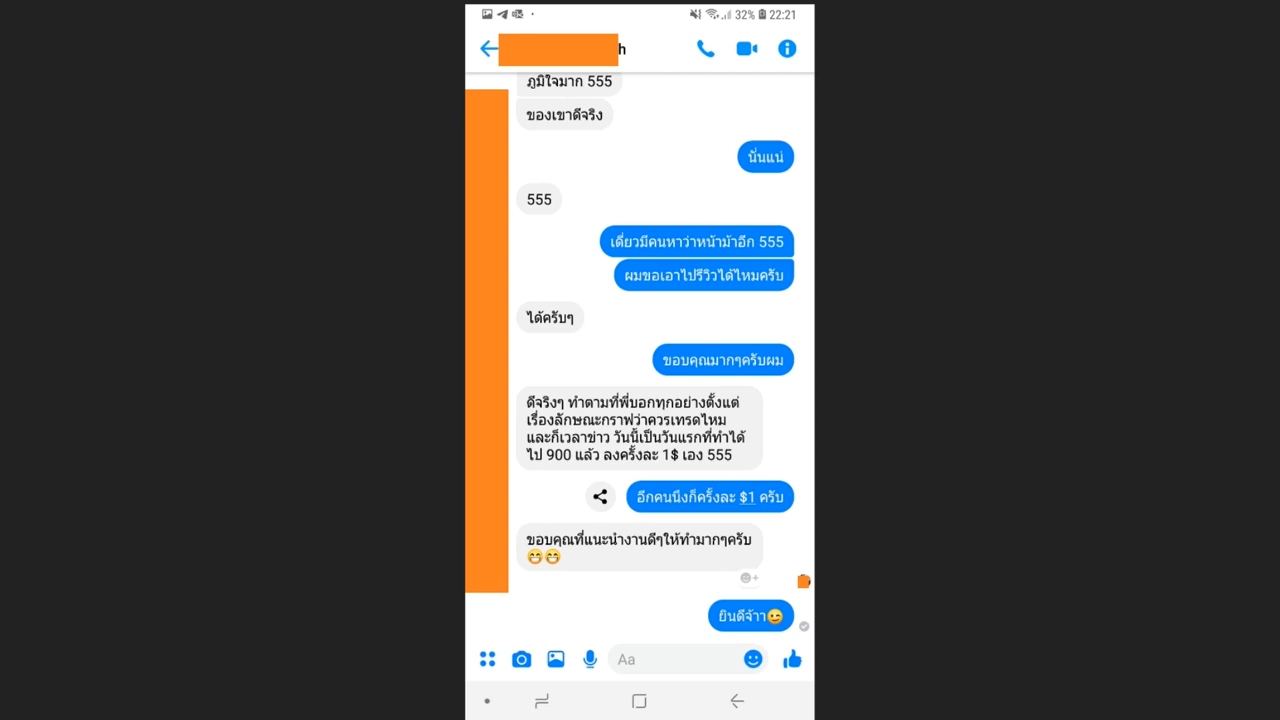 32% 22:21
h
ภูมิใจมาก 555
ของเขาดีจริง
นั่นแน่
555
เดี๋ยวมีคนหาว่าหน้าม้าอีก 555
ผมขอเอาไปรีวิวได้ไหมครับ
ได้ครับๆ
ขอบคุณมากๆครับผม
ดีจริงๆ ทำตามที่พี่บอกทุกอย่างตั้งแต่
เรื่องลักษณะกราฟว่าควรเทรดไหม
และก็เวลาข่าว วันนี้เป็นวันแรกที่ทำได้
ไป 900 แล้ว ลงครั้งละ 1$ เอง 555
อีกคนนึงก็ครั้งละ $1 ครับ
ขอบคุณที่แนะนำงานดีๆให้ทำมากๆครับ
😁😁
ยินดีจ้าา😉
Aa